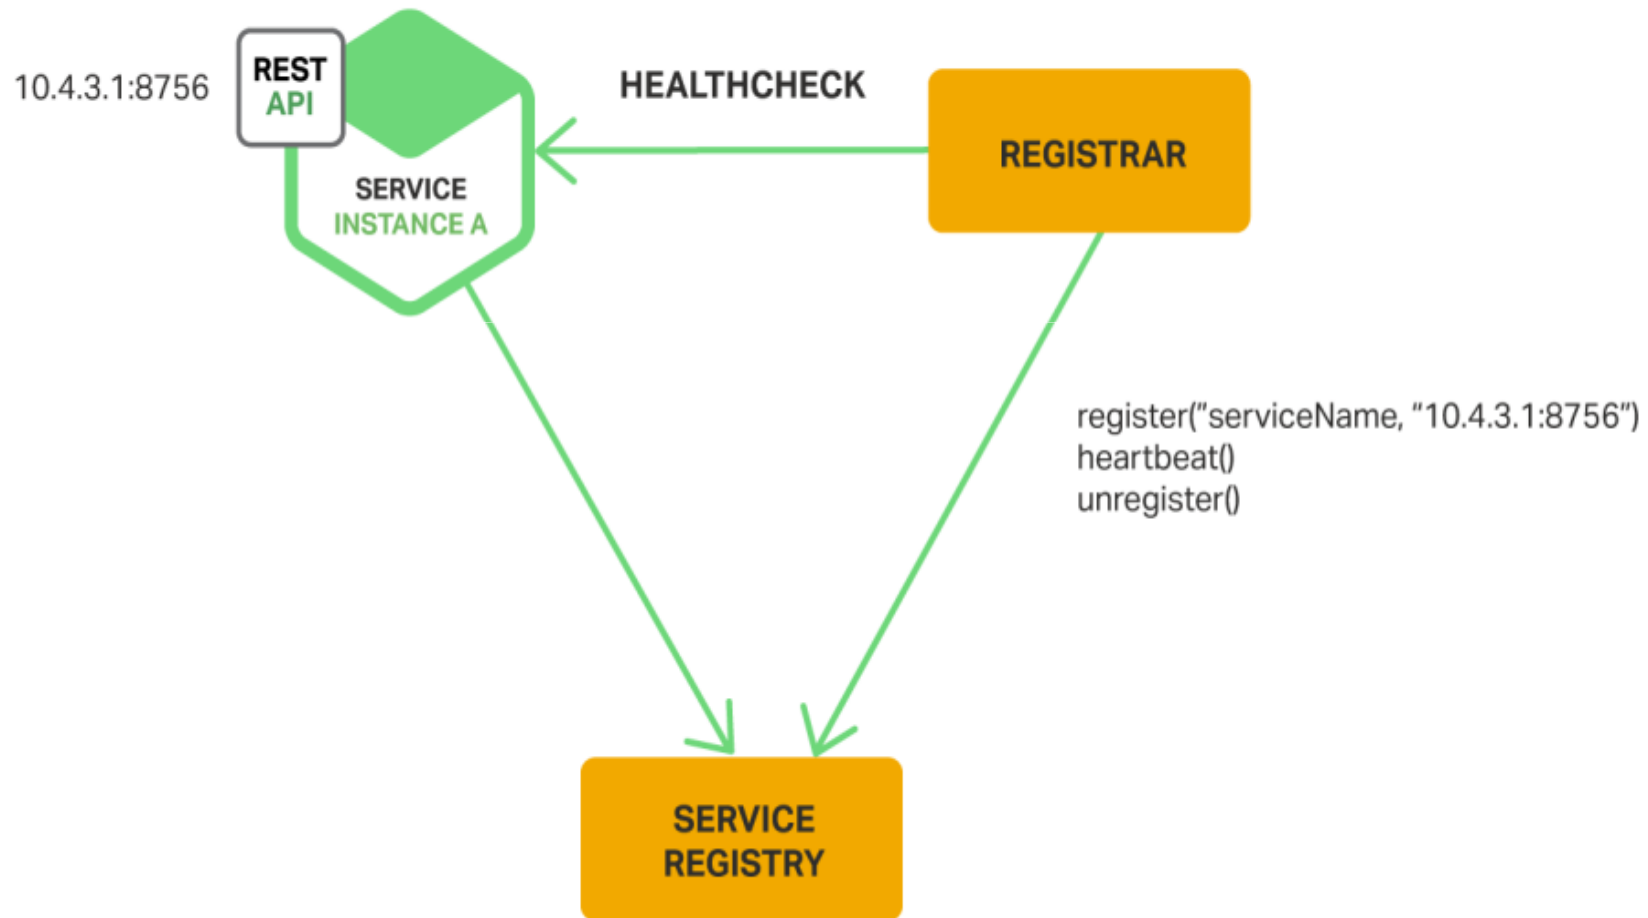 10.4.3.1:8756
REST
API
HEALTHCHECK
REGISTRAR
SERVICE
INSTANCE A
register("serviceName, "10.4.3.1:8756")
heartbeat()
unregister()
SERVICE
REGISTRY